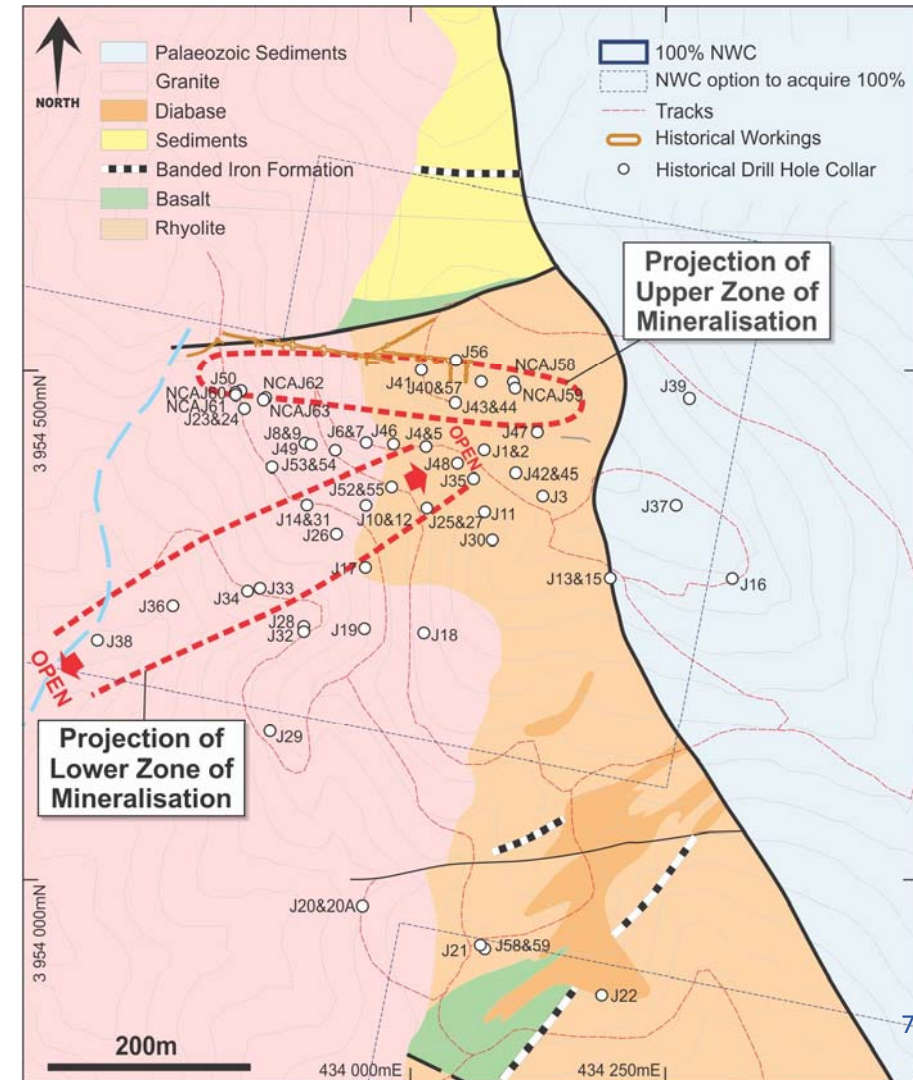 NORTH
Palaeozoic Sediments
Granite
Diabase
Sediments
Banded Iron Formation
Basalt
Rhyolite
100% NWC
NWC option to acquire 100%
Tracks
Historical Workings
Historical Drill Hole Collar
Projection of
Upper Zone of
Mineralisation
J56
NCAJ58
J41
J40&57
NCAJ59
J39
J50
NCAJ62
NCAJ60
NCAJ61
NCAJ63
J23&24
J43&44
3 954 500mN
J8&9
J6&7
J46
J4&5
OPEN
J47
J49
J1&2
J48
J53&54
J35
J42&45
J52&55
J3
J14&31
J10&12
J25&27
J11
J37
J26
J30
J17
J13&15
J16
J34
J33
J36
J28
J32
J19
J18
J38
OPEN
J29
Projection of
Lower Zone of
Mineralisation
J20&20A
J21
J58&59
3 954 000mN
J22
7
200m
434 000mE
434 250mE